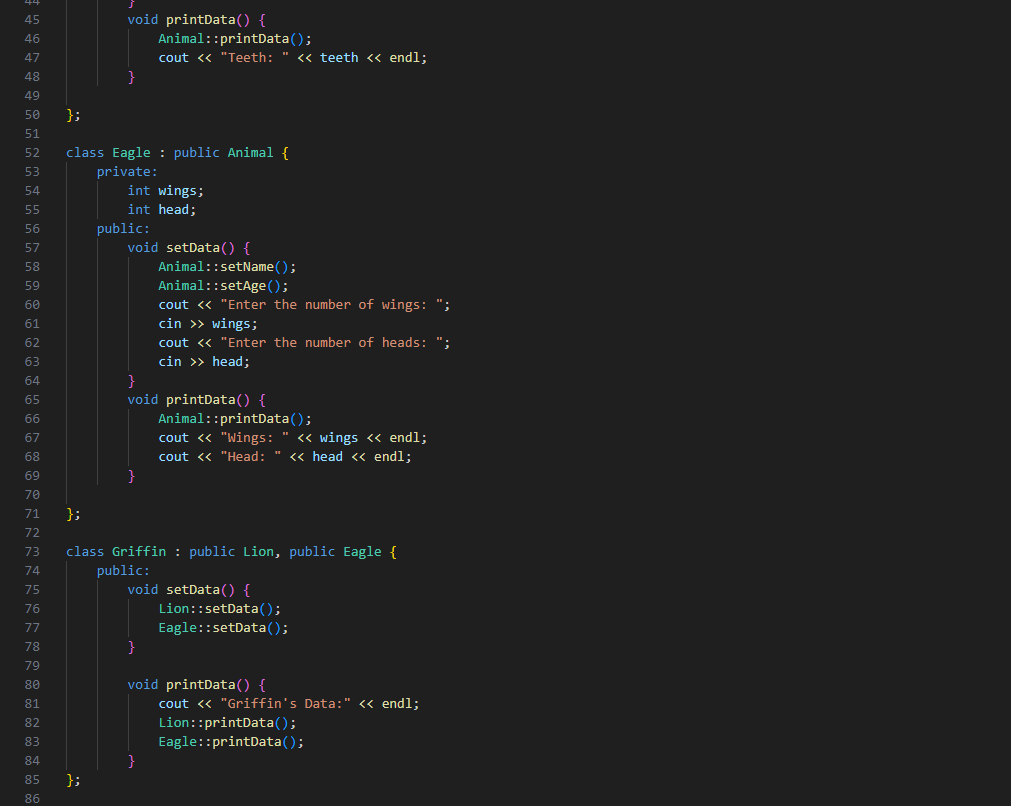 44 }
45 void printData() {
46 Animal::printData();
47 cout << "Teeth: " << teeth << endl;
48 }
49
50 };
51
52 class Eagle : public Animal {
53 private:
54 int wings;
55 int head;
56 public:
57 void setData() {
58 Animal::setName();
59 Animal::setAge();
60 cout << "Enter the number of wings: ";
61 cin >> wings;
62 cout << "Enter the number of heads: ";
63 cin >> head;
64 }
65 void printData() {
66 Animal::printData();
67 cout << "Wings: " << wings << endl;
68 cout << "Head: " << head << endl;
69 }
70
71 };
72
73 class Griffin : public Lion, public Eagle {
74 public:
75 void setData() {
76 Lion::setData();
77 Eagle::setData();
78 }
79
80 void printData() {
81 cout << "Griffin's Data:" << endl;
82 Lion::printData();
83 Eagle::printData();
84 }
85 };
86